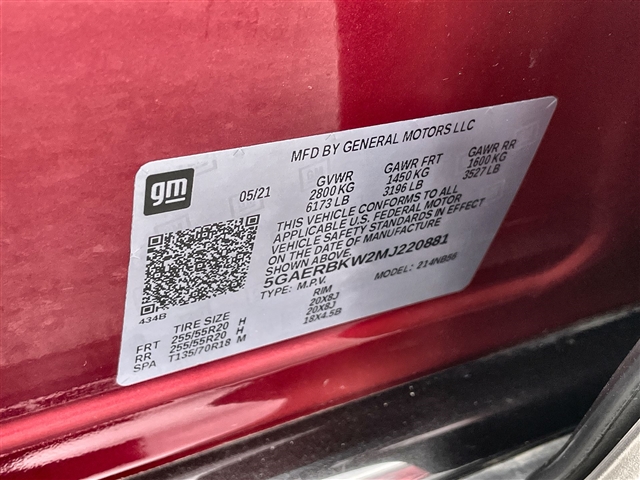 MFD BY GENERAL MOTORS LLC
gm
05/21
GVWR GAWR FRT GAWR RR
2800 KG 1450 KG 1600 KG
6173 LB 3196 LB 3527 LB
THIS VEHICLE CONFORMS TO ALL
APPLICABLE U.S. FEDERAL MOTOR
VEHICLE SAFETY STANDARDS IN EFFECT
ON THE DATE OF MANUFACTURE
SHOWN ABOVE.
5GAERBKW2MJ220881
TYPE: M.P.V. MODEL: 214NB56
434B
TIRE SIZE RIM
FRT 255/55R20 H 20X8J
RR 255/55R20 H 20X8J
SPA T135/70R18 M 18X4.5B